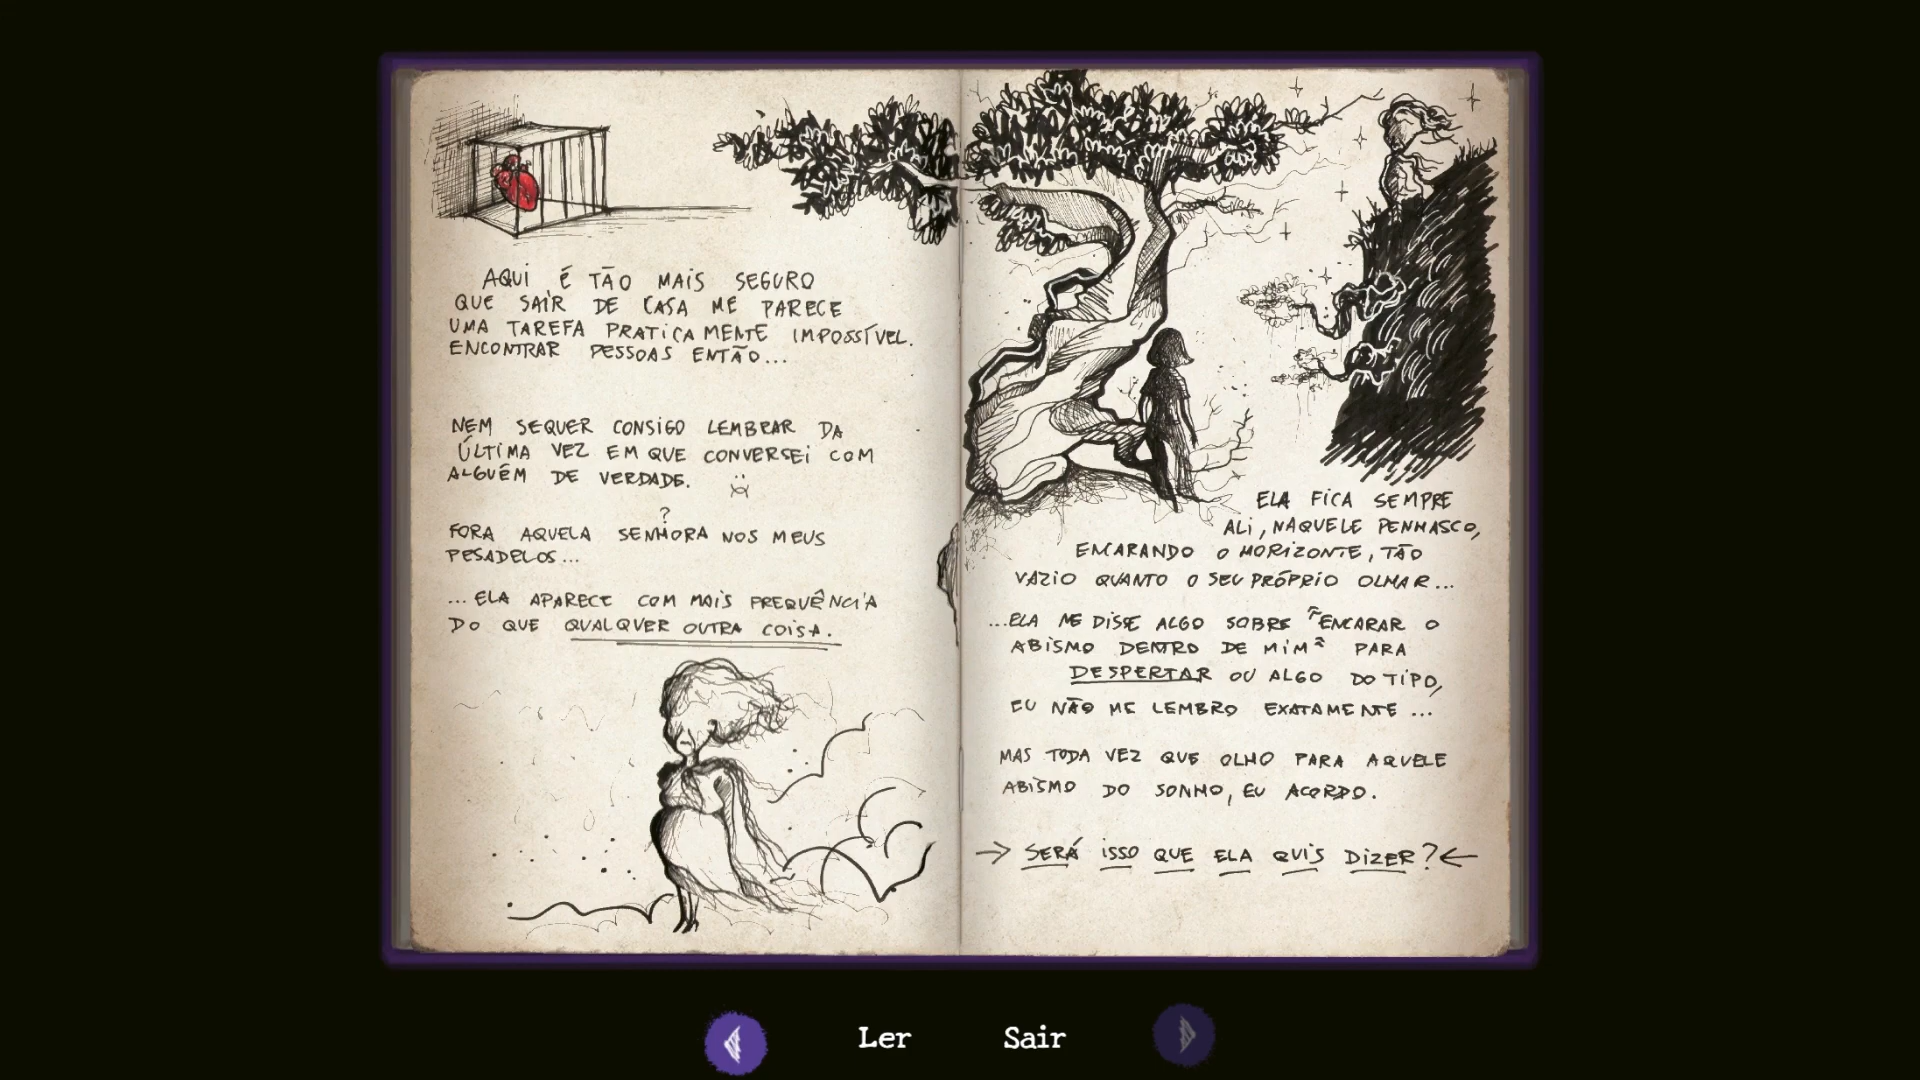 AQUI É TÃO MAIS SEGURO
QUE SAIR DE CASA ME PARECE
UMA TAREFA PRATICAMENTE IMPOSSÍVEL.
ENCONTRAR PESSOAS ENTÃO...
NEM SEQUER CONSIGO LEMBRAR DA
ÚLTIMA VEZ EM QUE CONVERSEI COM
ALGUÉM DE VERDADE.
?
FORA AQUELA SENHORA NOS MEUS
PESADELOS...
...ELA APARECE COM MAIS FREQUÊNCIA
DO QUE QUALQUER OUTRA COISA.
ELA FICA SEMPRE
ALI, NAQUELE PENHASCO,
ENCARANDO O HORIZONTE, TÃO
VAZIO QUANTO O SEU PRÓPRIO OLHAR...
...ELA ME DISSE ALGO SOBRE "ENCARAR O
ABISMO DENTRO DE MIM" PARA
DESPERTAR OU ALGO DO TIPO,
EU NÃO ME LEMBRO EXATAMENTE...
MAS TODA VEZ QUE OLHO PARA AQUELE
ABISMO DO SONHO, EU ACORDO.
→ SERÁ ISSO QUE ELA QUIS DIZER? ←
Ler Sair